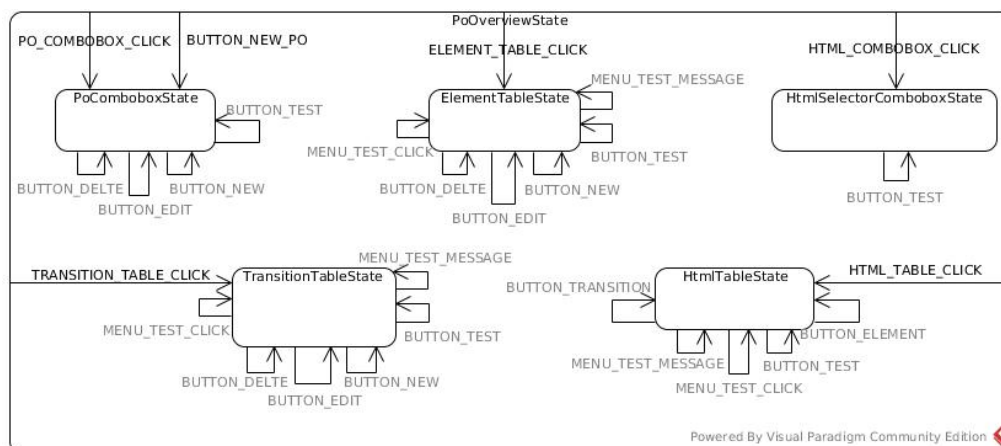 PoOverviewState
PO_COMBOBOX_CLICK
BUTTON_NEW_PO
ELEMENT_TABLE_CLICK
HTML_COMBOBOX_CLICK
MENU_TEST_MESSAGE
PoComboboxState
BUTTON_TEST
ElementTableState
HtmlSelectorComboboxState
MENU_TEST_CLICK
BUTTON_TEST
BUTTON_DELTE
BUTTON_NEW
BUTTON_EDIT
BUTTON_DELTE
BUTTON_NEW
BUTTON_EDIT
BUTTON_TEST
MENU_TEST_MESSAGE
TRANSITION_TABLE_CLICK
TransitionTableState
HtmlTableState
HTML_TABLE_CLICK
BUTTON_TRANSITION
MENU_TEST_CLICK
BUTTON_TEST
BUTTON_ELEMENT
MENU_TEST_MESSAGE
BUTTON_TEST
MENU_TEST_CLICK
BUTTON_DELTE
BUTTON_NEW
BUTTON_EDIT
Powered By Visual Paradigm Community Edition